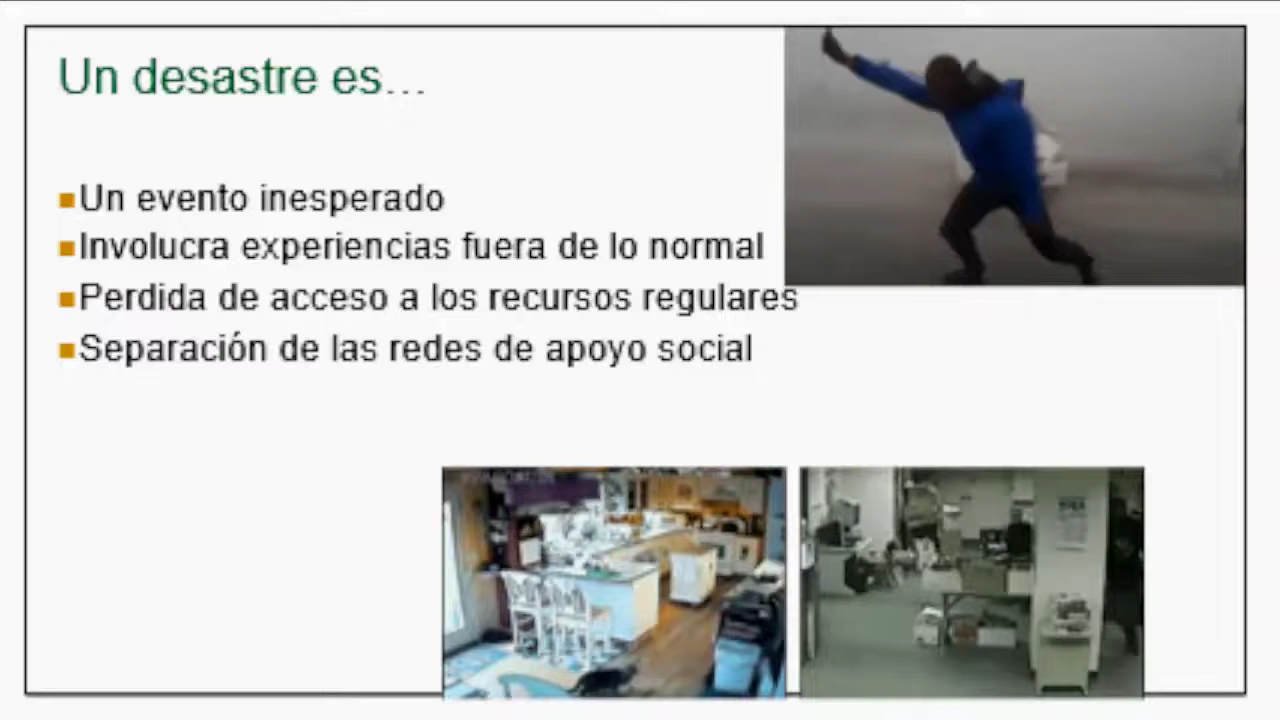 Un desastre es...
Un evento inesperado
Involucra experiencias fuera de lo normal
Perdida de acceso a los recursos regulares
Separación de las redes de apoyo social